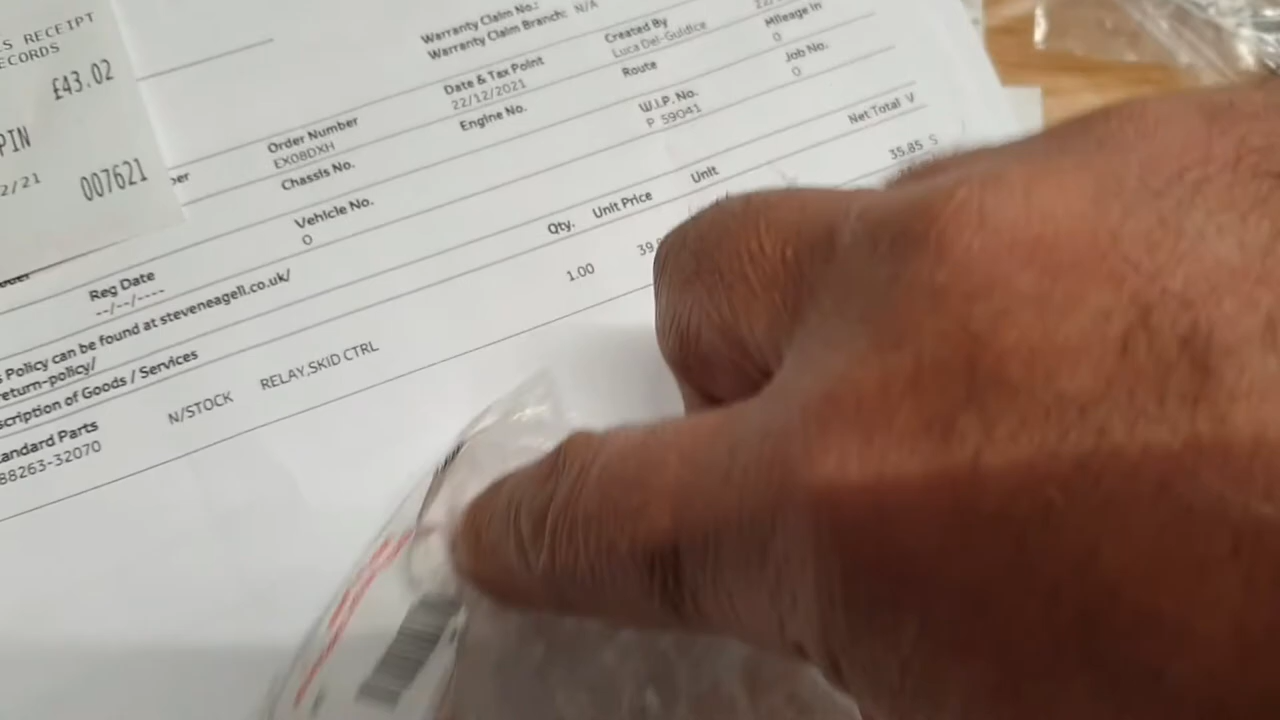 S RECEIPT
ECORDS
£43.02
PIN
2/21
007621
Warranty Claim No.:
Warranty Claim Branch: N/A
Date & Tax Point
22/12/2021
Created By
Luca Del-Guidice
Mileage In
0
Order Number
EX08DXH
Engine No.
Route
Job No.
0
Chassis No.
W.I.P. No.
P 59041
Reg Date
--/--/----
Vehicle No.
0
Net Total V
s Policy can be found at steveneagell.co.uk/
eturn-policy/
scription of Goods / Services
Qty.
Unit Price
Unit
35.85 S
andard Parts
88263-32070
N/STOCK
RELAY,SKID CTRL
1.00
39